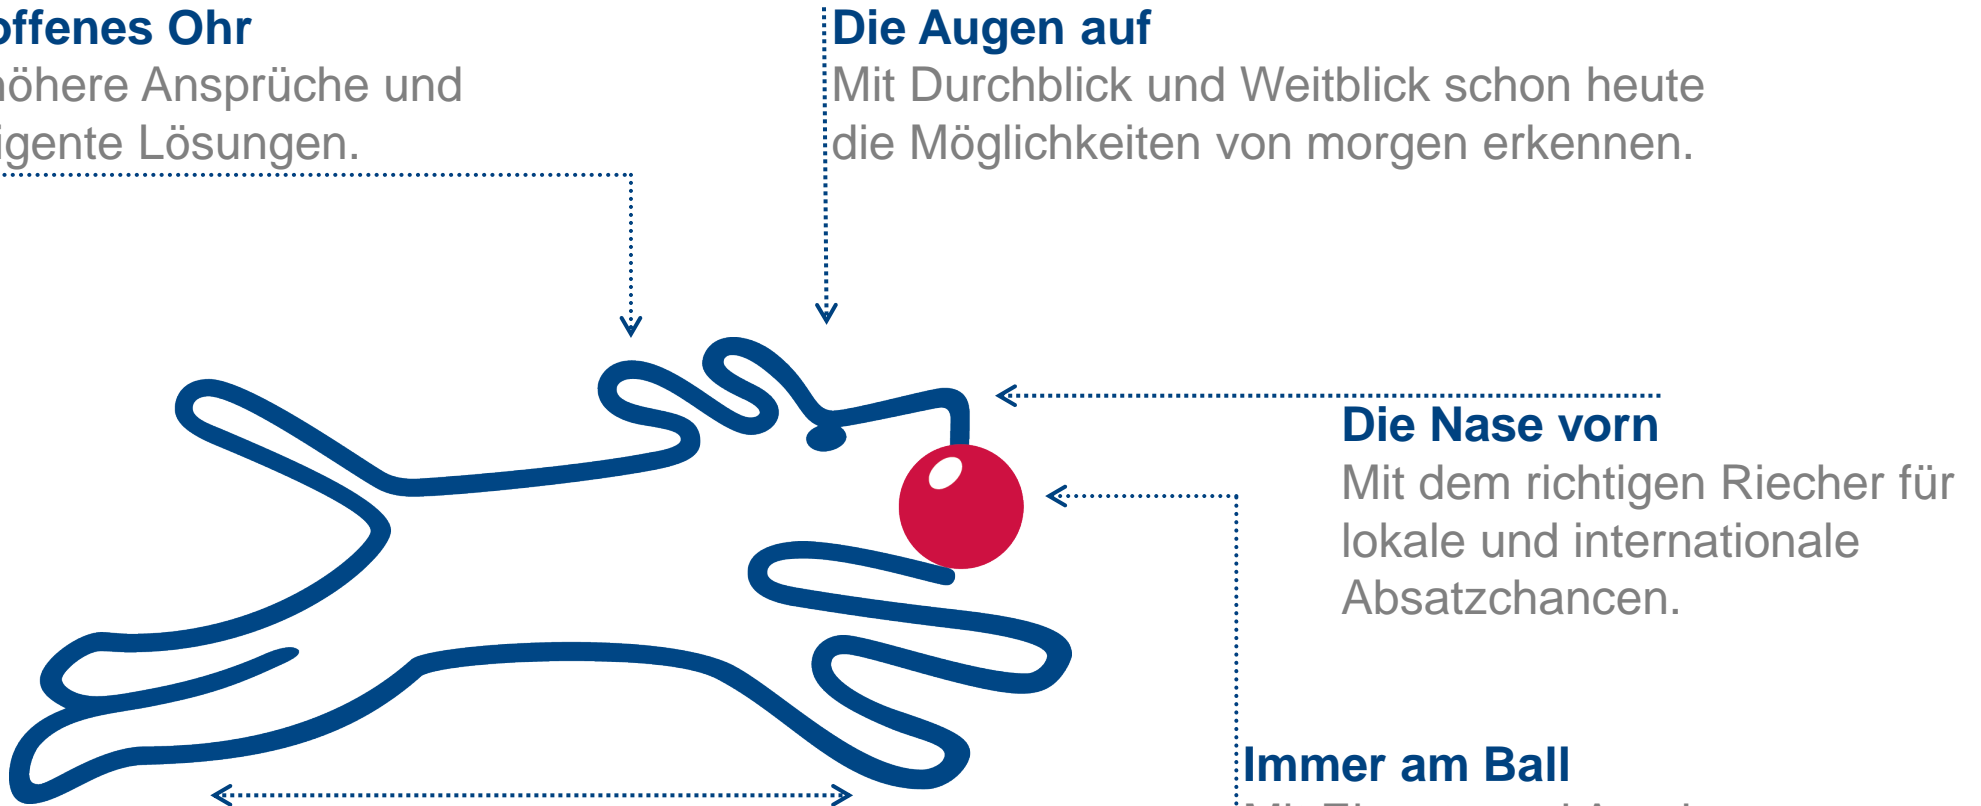 offenes Ohr
höhere Ansprüche und
igente Lösungen.
Die Augen auf
Mit Durchblick und Weitblick schon heute
die Möglichkeiten von morgen erkennen.
Die Nase vorn
Mit dem richtigen Riecher für
lokale und internationale
Absatzchancen.
Immer am Ball